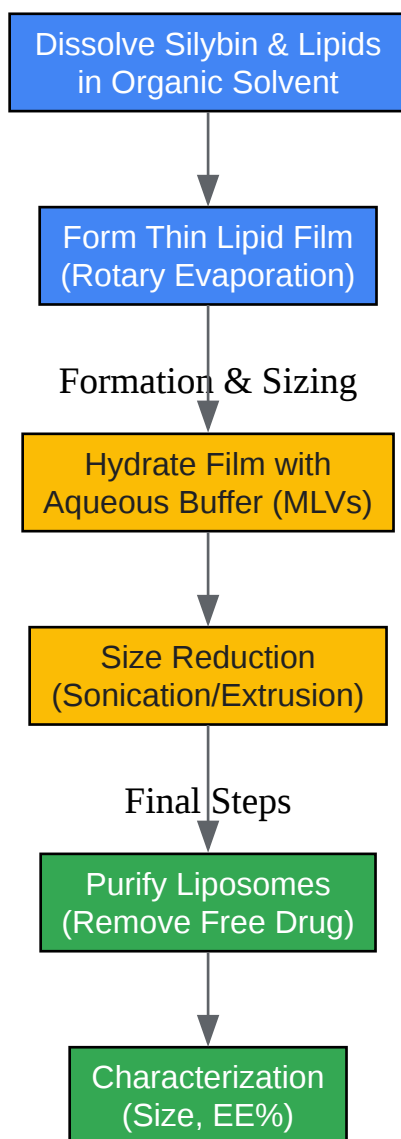 Dissolve Silybin & Lipids
in Organic Solvent
Form Thin Lipid Film
(Rotary Evaporation)
Formation & Sizing
Hydrate Film with
Aqueous Buffer (MLVs)
Size Reduction
(Sonication/Extrusion)
Final Steps
Purify Liposomes
(Remove Free Drug)
Characterization
(Size, EE%)